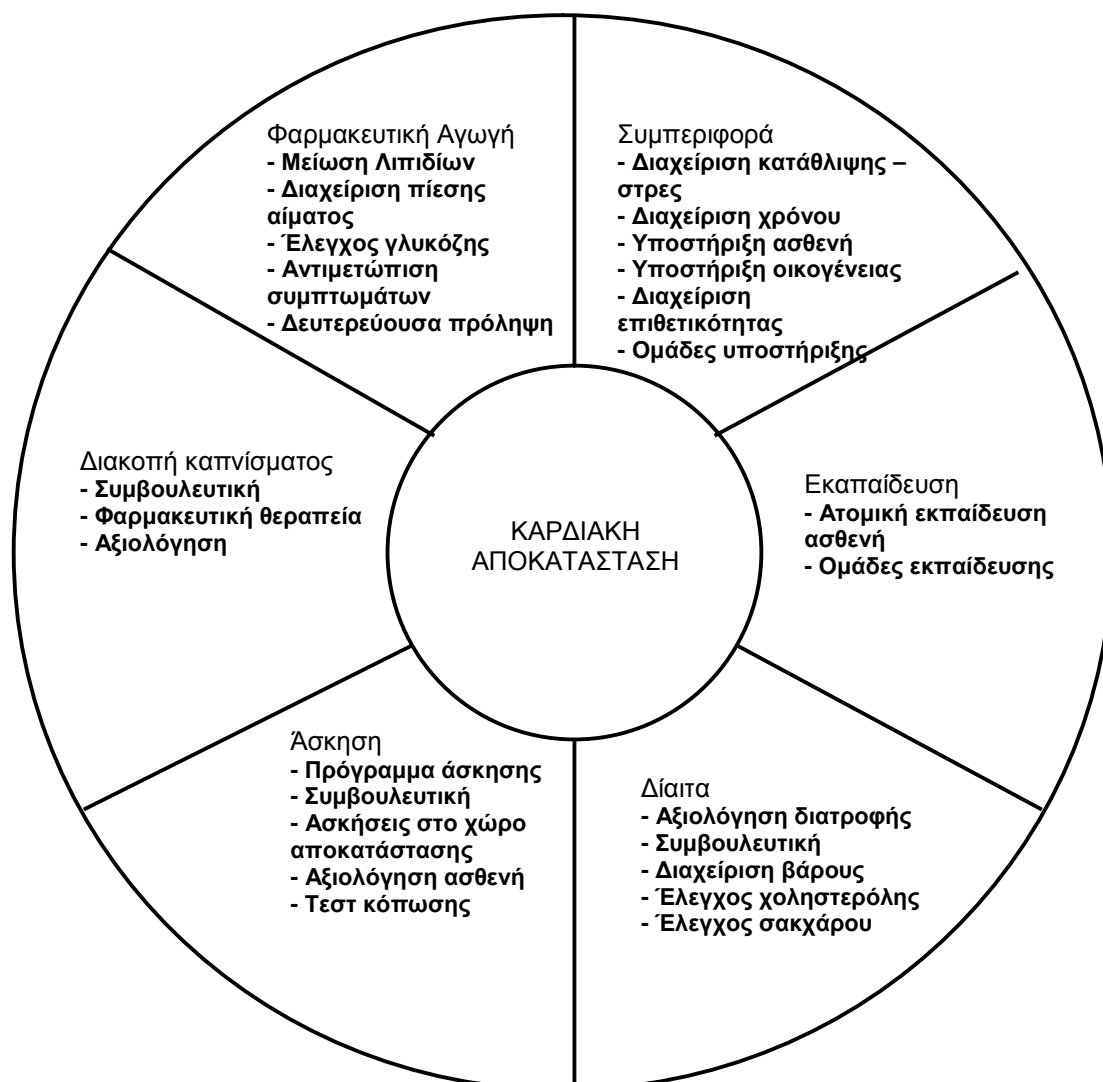 Φαρμακευτική Αγωγή
- Μείωση Λιπιδίων
- Διαχείριση πίεσης
αίματος
- Έλεγχος γλυκόζης
- Αντιμετώπιση
συμπτωμάτων
- Δευτερεύουσα πρόληψη
Συμπεριφορά
- Διαχείριση κατάθλιψης –
στρες
- Διαχείριση χρόνου
- Υποστήριξη ασθενή
- Υποστήριξη οικογένειας
- Διαχείριση
επιθετικότητας
- Ομάδες υποστήριξης
Διακοπή καπνίσματος
- Συμβουλευτική
- Φαρμακευτική θεραπεία
- Αξιολόγηση
ΚΑΡΔΙΑΚΗ
ΑΠΟΚΑΤΑΣΤΑΣΗ
Εκαπαίδευση
- Ατομική εκπαίδευση
ασθενή
- Ομάδες εκπαίδευσης
Άσκηση
- Πρόγραμμα άσκησης
- Συμβουλευτική
- Ασκήσεις στο χώρο
αποκατάστασης
- Αξιολόγηση ασθενή
- Τεστ κόπωσης
Δίαιτα
- Αξιολόγηση διατροφής
- Συμβουλευτική
- Διαχείριση βάρους
- Έλεγχος χοληστερόλης
- Έλεγχος σακχάρου